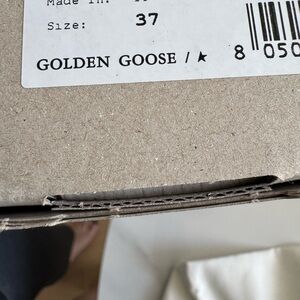 Made In:
Size: 37
GOLDEN GOOSE / ★
8 050